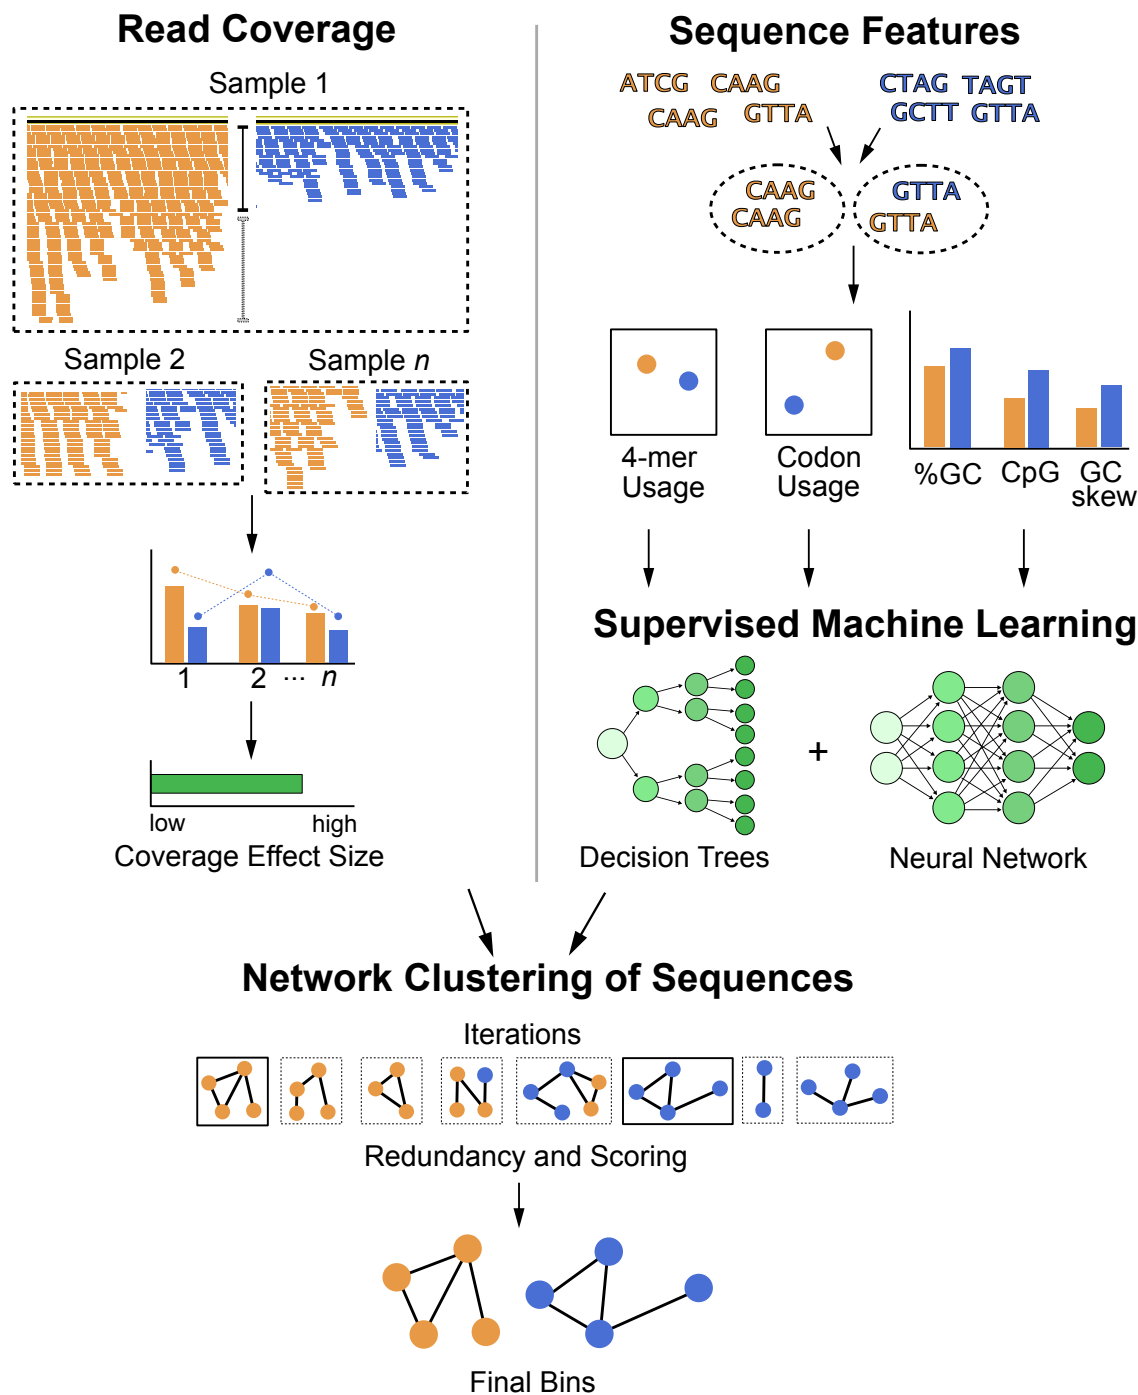 Read Coverage
Sample 1
Sample 2
Sample n
1 2 ... n
low high
Coverage Effect Size
Sequence Features
ATCG CAAG
CAAG GTTA
CTAG TAGT
GCTT GTTA
CAAG
CAAG
GTTA
GTTA
4-mer
Usage
Codon
Usage
%GC CpG GC
skew
Supervised Machine Learning
+
Decision Trees
Neural Network
Network Clustering of Sequences
Iterations
Redundancy and Scoring
Final Bins